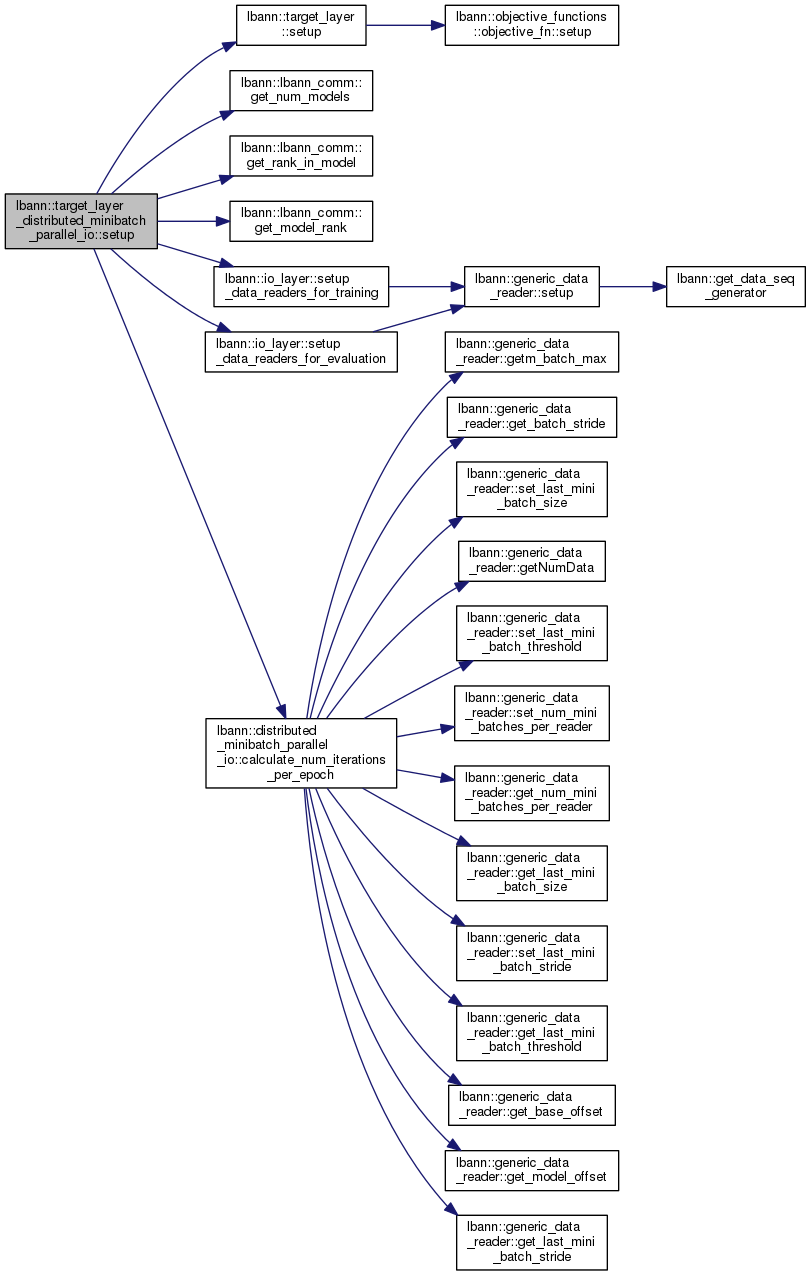 lbann::target_layer
::setup
lbann::objective_functions
::objective_fn::setup
lbann::lbann_comm::
get_num_models
lbann::lbann_comm::
get_rank_in_model
lbann::target_layer
_distributed_minibatch
_parallel_io::setup
lbann::lbann_comm::
get_model_rank
lbann::io_layer::setup
_data_readers_for_training
lbann::generic_data
_reader::setup
lbann::get_data_seq
_generator
lbann::io_layer::setup
_data_readers_for_evaluation
lbann::generic_data
_reader::getm_batch_max
lbann::generic_data
_reader::get_batch_stride
lbann::generic_data
_reader::set_last_mini
_batch_size
lbann::generic_data
_reader::getNumData
lbann::generic_data
_reader::set_last_mini
_batch_threshold
lbann::generic_data
_reader::set_num_mini
_batches_per_reader
lbann::distributed
_minibatch_parallel
_io::calculate_num_iterations
_per_epoch
lbann::generic_data
_reader::get_num_mini
_batches_per_reader
lbann::generic_data
_reader::get_last_mini
_batch_size
lbann::generic_data
_reader::set_last_mini
_batch_stride
lbann::generic_data
_reader::get_last_mini
_batch_threshold
lbann::generic_data
_reader::get_base_offset
lbann::generic_data
_reader::get_model_offset
lbann::generic_data
_reader::get_last_mini
_batch_stride